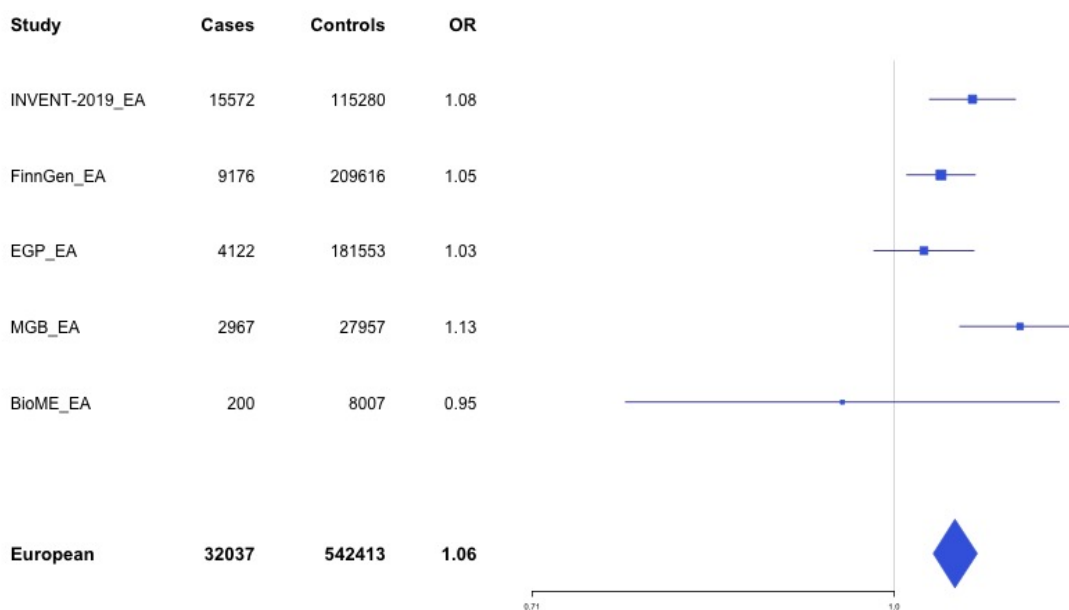 Study Cases Controls OR
INVENT-2019_EA 15572 115280 1.08
FinnGen_EA 9176 209616 1.05
EGP_EA 4122 181553 1.03
MGB_EA 2967 27957 1.13
BioME_EA 200 8007 0.95
European 32037 542413 1.06
0.71 1.0